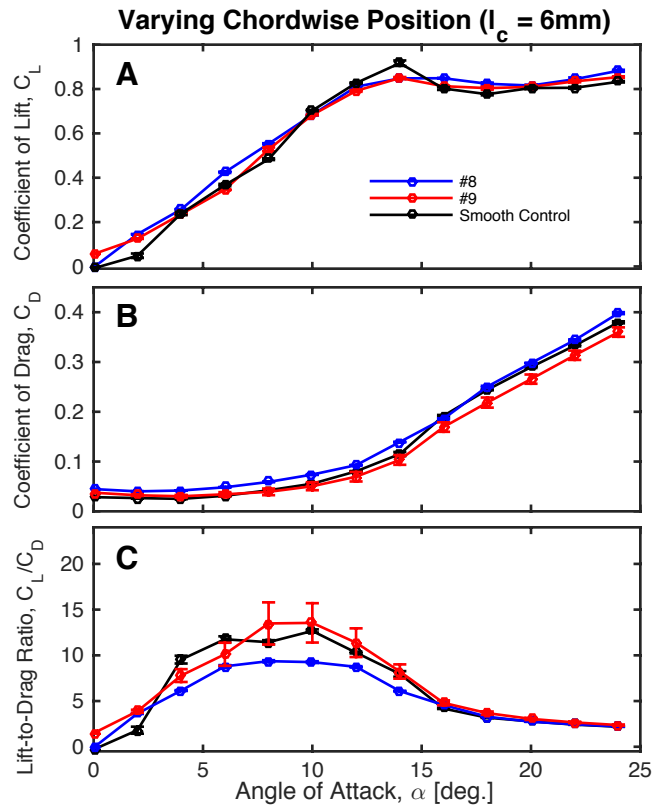 Varying Chordwise Position (l_c = 6mm)
A
Coefficient of Lift, C_L
1
0.8
0.6
0.4
0.2
0
#8
#9
Smooth Control
B
Coefficient of Drag, C_D
0.4
0.3
0.2
0.1
0
C
Lift-to-Drag Ratio, C_L/C_D
20
15
10
5
0
0 5 10 15 20 25
Angle of Attack, α [deg.]